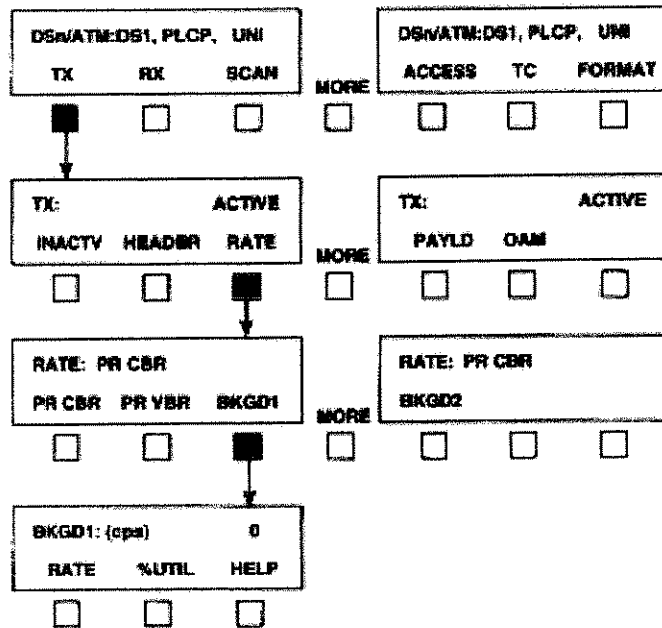 DSn/ATM:DS1, PLCP, UNI
TX RX SCAN
MORE
DSn/ATM:DS1, PLCP, UNI
ACCESS TC FORMAT
TX: ACTIVE
INACTV HEADER RATE
MORE
TX: ACTIVE
PAYLD OAM
RATE: PR CBR
PR CBR PR VBR BKGD1
MORE
RATE: PR CBR
BKGD2
BKGD1: (cps) 0
RATE %UTIL HELP